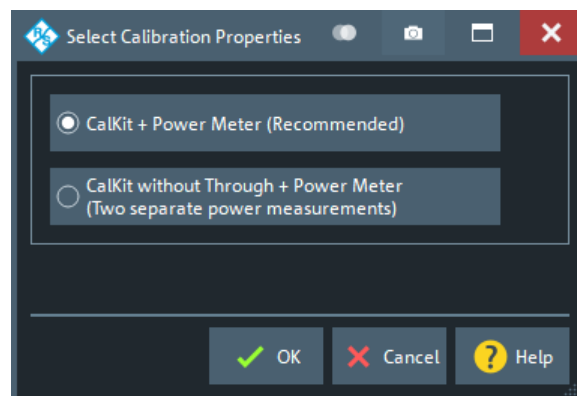 Select Calibration Properties
CalKit + Power Meter (Recommended)
CalKit without Through + Power Meter
(Two separate power measurements)
OK
Cancel
? Help